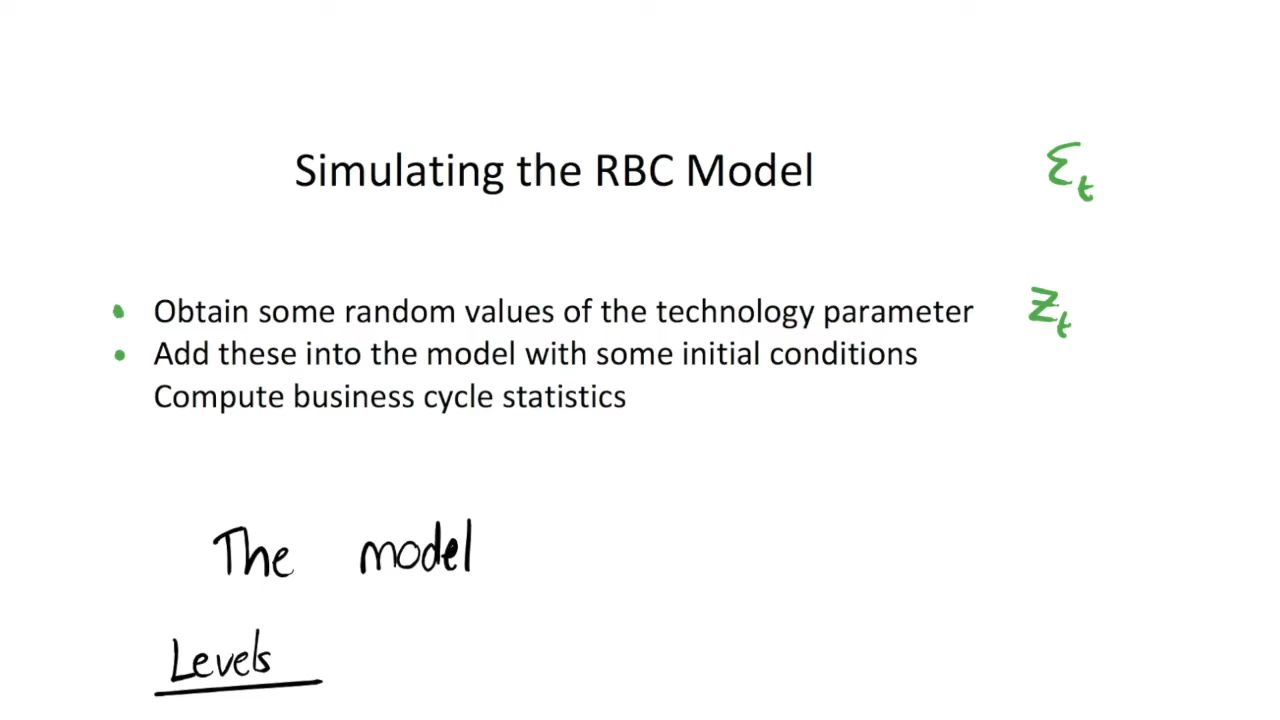 Simulating the RBC Model
εₜ
• Obtain some random values of the technology parameter zₜ
• Add these into the model with some initial conditions
Compute business cycle statistics
The model
Levels